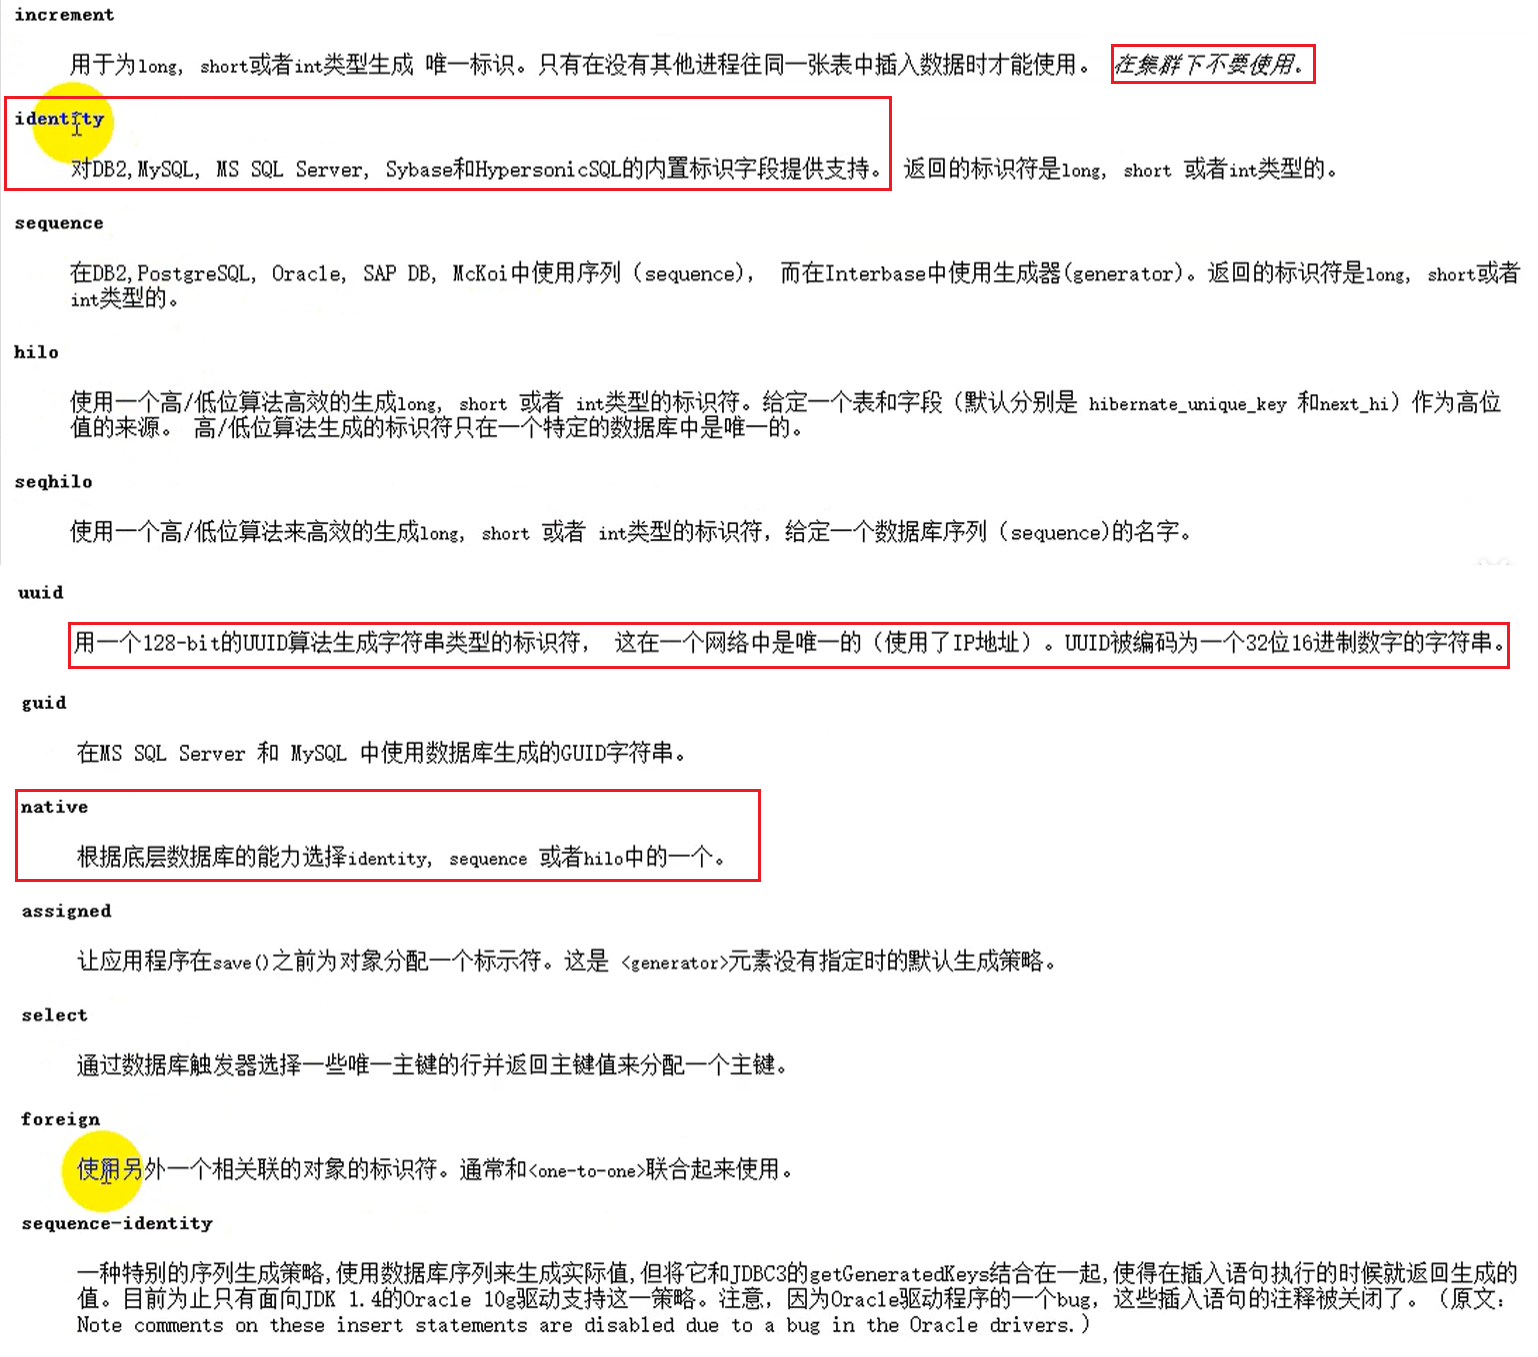 increment
用于为long, short或者int类型生成 唯一标识。只有在没有其他进程往同一张表中插入数据时才能使用。 在集群下不要使用。
identity
对DB2,MySQL, MS SQL Server, Sybase和HypersonicSQL的内置标识字段提供支持。 返回的标识符是long, short 或者int类型的。
sequence
在DB2,PostgreSQL, Oracle, SAP DB, McKoi中使用序列（sequence), 而在Interbase中使用生成器(generator)。返回的标识符是long, short或者
int类型的。
hilo
使用一个高/低位算法高效的生成long, short 或者 int类型的标识符。给定一个表和字段（默认分别是 hibernate_unique_key 和next_hi）作为高位
值的来源。 高/低位算法生成的标识符只在一个特定的数据库中是唯一的。
seqhilo
使用一个高/低位算法来高效的生成long, short 或者 int类型的标识符，给定一个数据库序列（sequence)的名字。
uuid
用一个128-bit的UUID算法生成字符串类型的标识符， 这在一个网络中是唯一的（使用了IP地址）。UUID被编码为一个32位16进制数字的字符串。
guid
在MS SQL Server 和 MySQL 中使用数据库生成的GUID字符串。
native
根据底层数据库的能力选择identity, sequence 或者hilo中的一个。
assigned
让应用程序在save()之前为对象分配一个标示符。这是 <generator>元素没有指定时的默认生成策略。
select
通过数据库触发器选择一些唯一主键的行并返回主键值来分配一个主键。
foreign
使用另外一个相关联的对象的标识符。通常和<one-to-one>联合起来使用。
sequence-identity
一种特别的序列生成策略,使用数据库序列来生成实际值,但将它和JDBC3的getGeneratedKeys结合在一起,使得在插入语句执行的时候就返回生成的
值。目前为止只有面向JDK 1.4的Oracle 10g驱动支持这一策略。注意，因为Oracle驱动程序的一个bug，这些插入语句的注释被关闭了。（原文：
Note comments on these insert statements are disabled due to a bug in the Oracle drivers.）